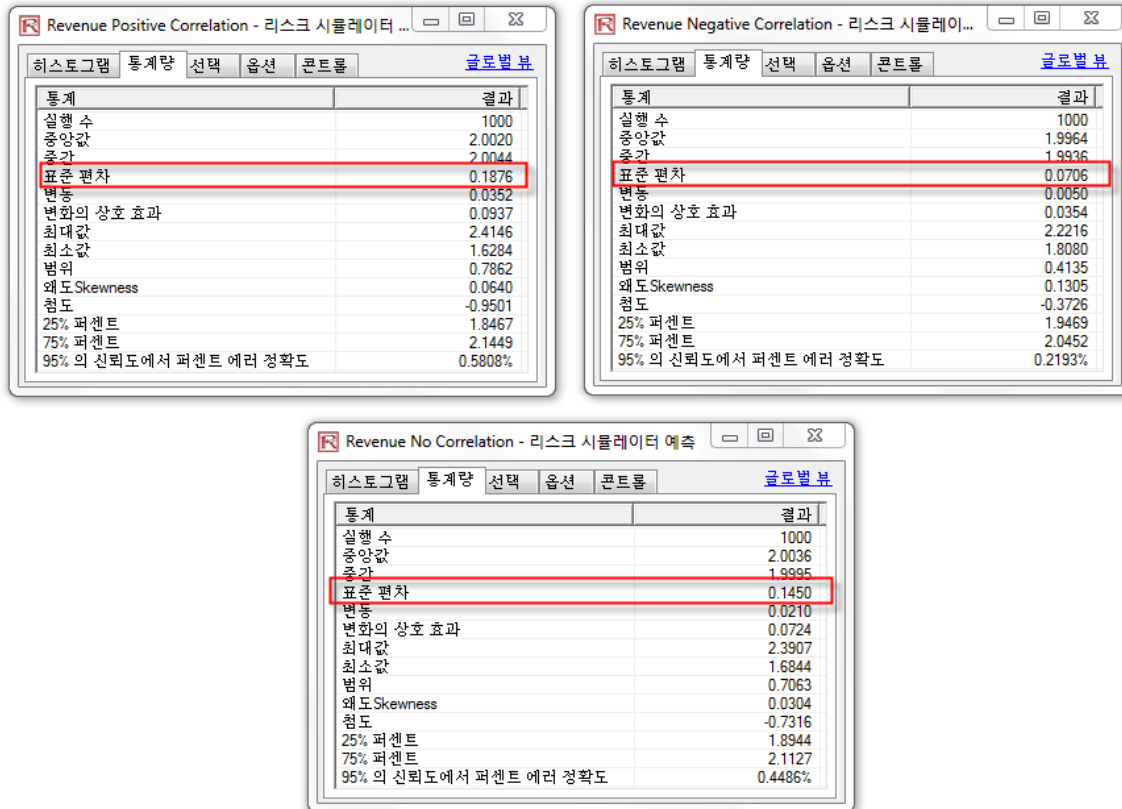 Revenue Positive Correlation - 리스크 시뮬레이터 ...
히스토그램 통계량 선택 옵션 콘트롤 글로벌 뷰
통계 결과
실행 수 1000
중앙값 2.0020
중간 2.0044
표준 편차 0.1876
변동 0.0352
변화의 상호 효과 0.0937
최대값 2.4146
최소값 1.6284
범위 0.7862
왜도Skewness 0.0640
첨도 -0.9501
25% 퍼센트 1.8467
75% 퍼센트 2.1449
95% 의 신뢰도에서 퍼센트 에러 정확도 0.5808%
Revenue Negative Correlation - 리스크 시뮬레이...
히스토그램 통계량 선택 옵션 콘트롤 글로벌 뷰
통계 결과
실행 수 1000
중앙값 1.9964
중간 1.9936
표준 편차 0.0706
변동 0.0050
변화의 상호 효과 0.0354
최대값 2.2216
최소값 1.8080
범위 0.4135
왜도Skewness 0.1305
첨도 -0.3726
25% 퍼센트 1.9469
75% 퍼센트 2.0452
95% 의 신뢰도에서 퍼센트 에러 정확도 0.2193%
Revenue No Correlation - 리스크 시뮬레이터 예측
히스토그램 통계량 선택 옵션 콘트롤 글로벌 뷰
통계 결과
실행 수 1000
중앙값 2.0036
중간 1.9995
표준 편차 0.1450
변동 0.0210
변화의 상호 효과 0.0724
최대값 2.3907
최소값 1.6844
범위 0.7063
왜도Skewness 0.0304
첨도 -0.7316
25% 퍼센트 1.8944
75% 퍼센트 2.1127
95% 의 신뢰도에서 퍼센트 에러 정확도 0.4486%